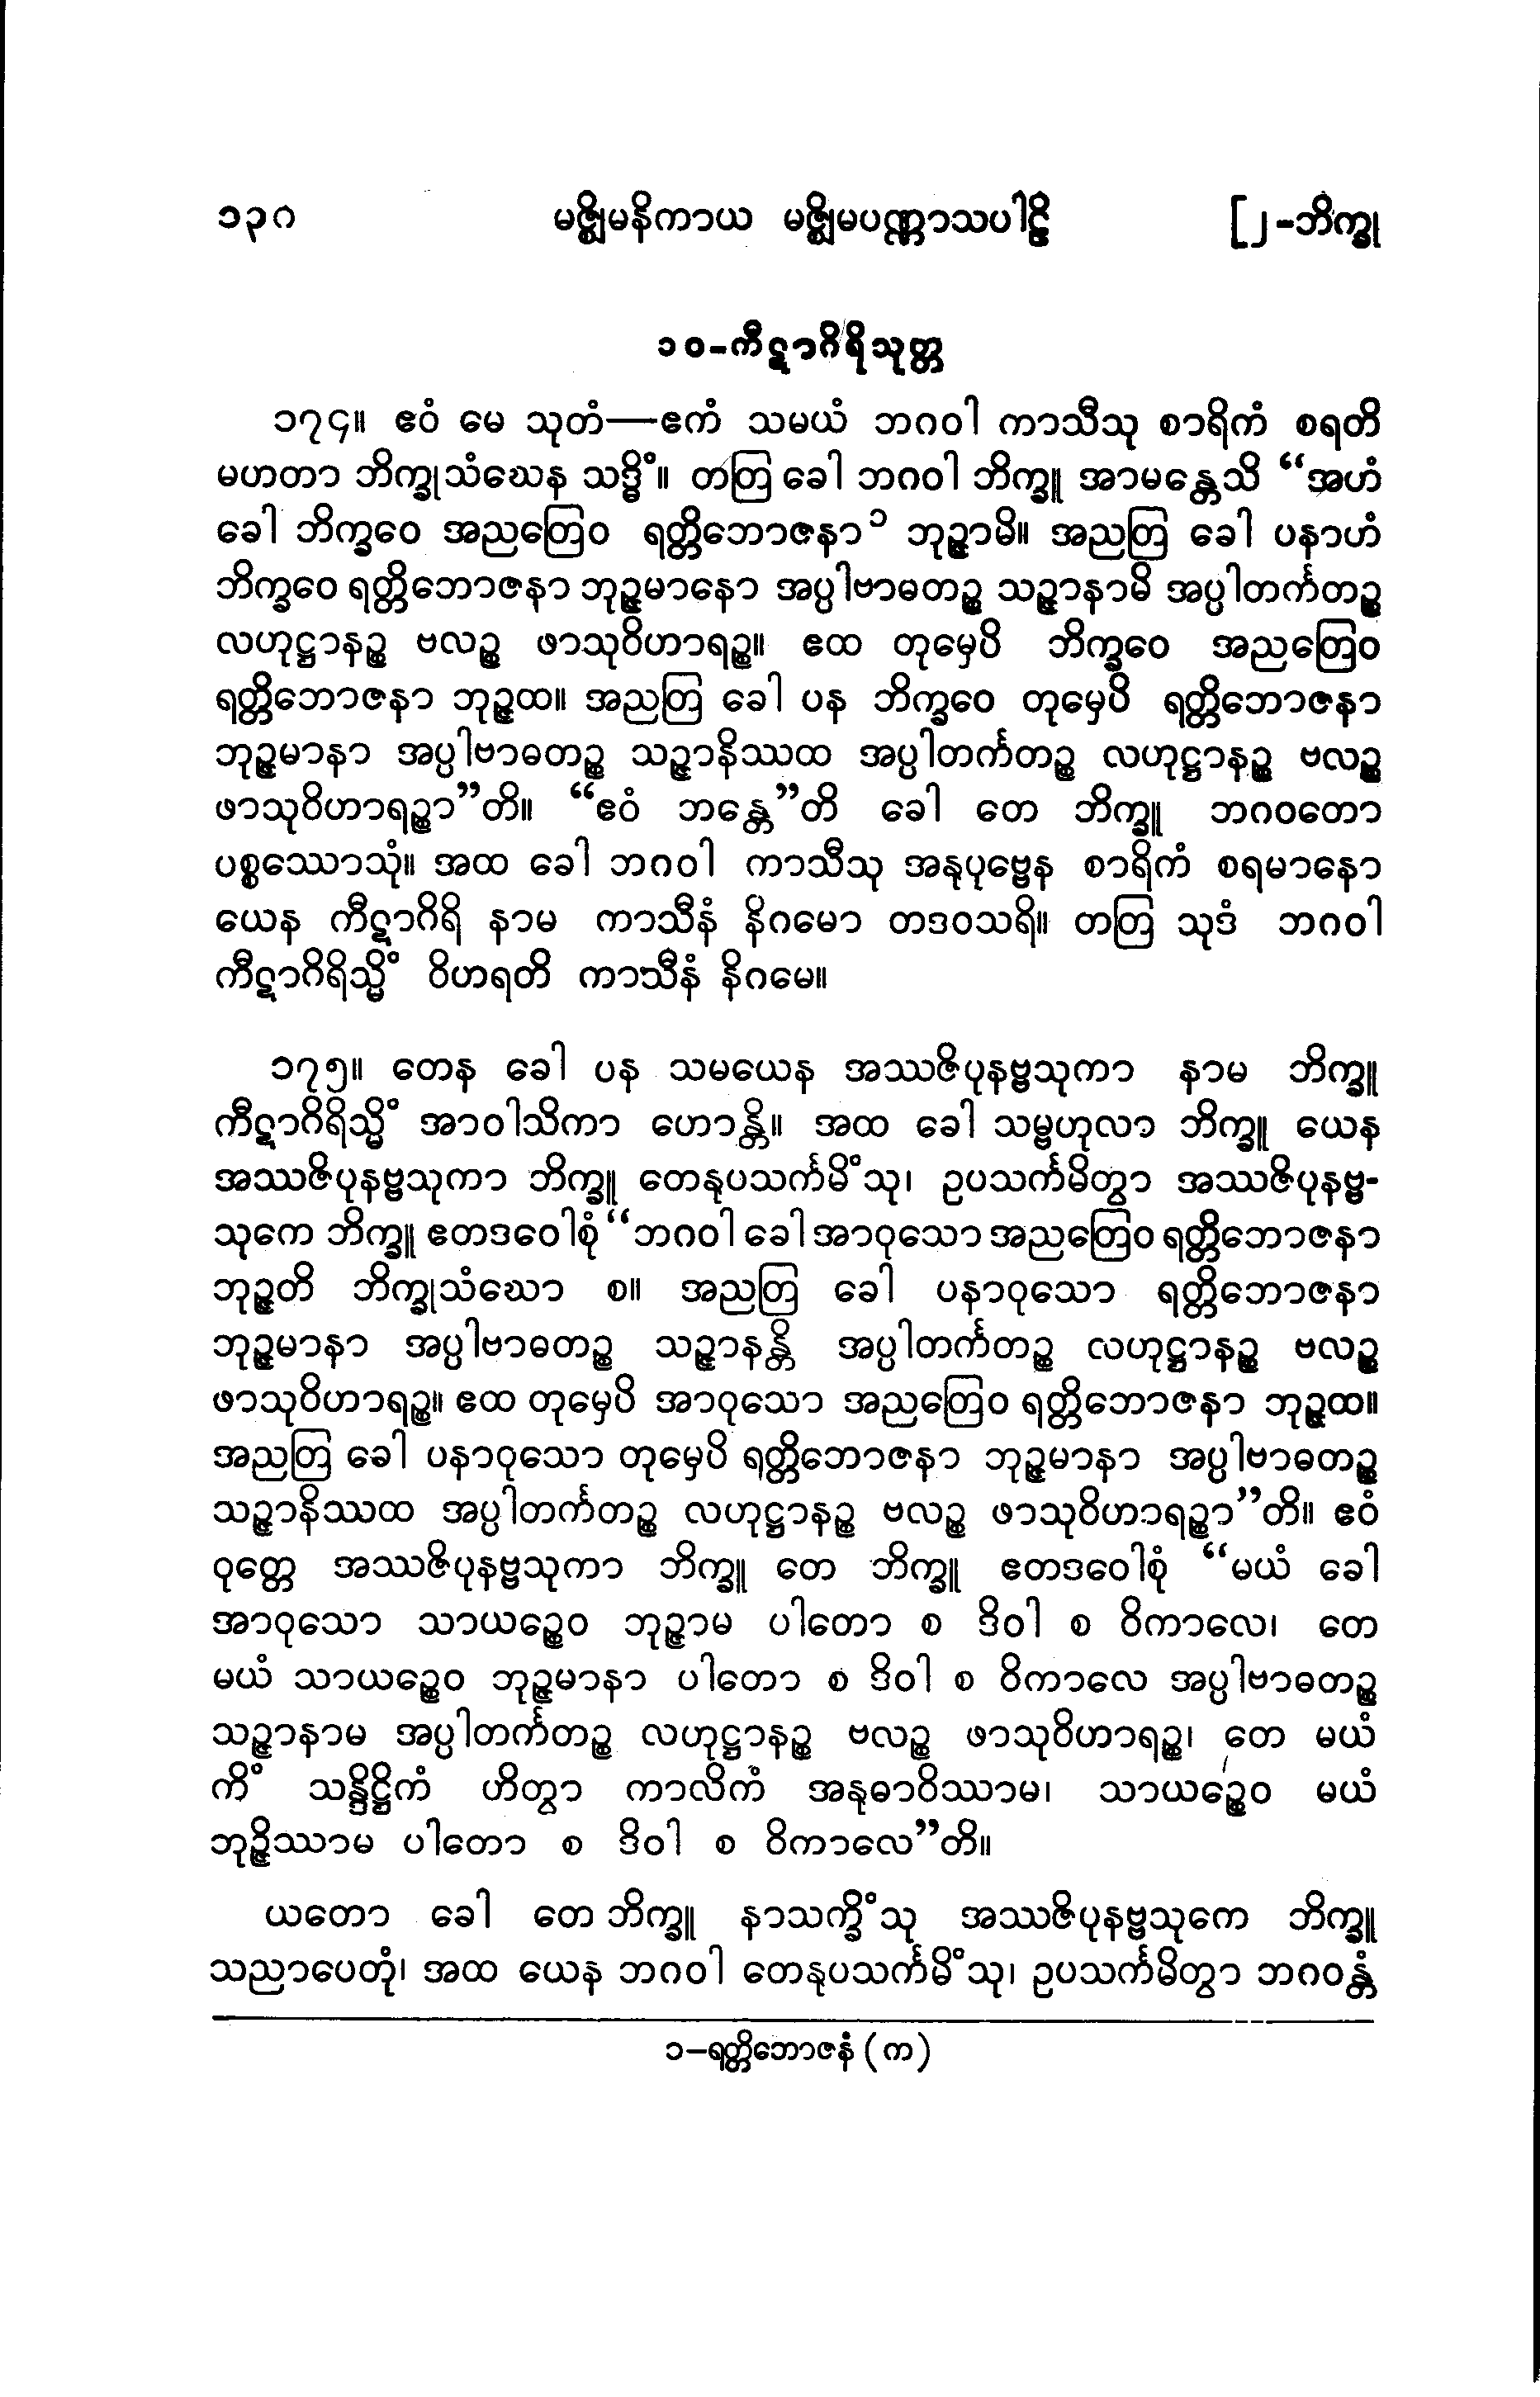 ၁၃၈ မဇ္ဈိမနိကာယ မဇ္ဈိမပဏ္ဏာသပါဠိ [၂-ဘိက္ခု
၁၀-ကီဋာဂိရိသုတ္တ
၁၇၄။ ဧဝံ မေ သုတံ—ဧကံ သမယံ ဘဂဝါ ကာသီသု စာရိကံ စရတိ
မဟတာ ဘိက္ခုသံဃေန သဒ္ဓိံ။ တတြ ခေါ ဘဂဝါ ဘိက္ခူ အာမန္တေသိ “အဟံ
ခေါ ဘိက္ခဝေ အညတြေဝ ရတ္တိဘောဇနာ၁ ဘုဉ္ဇာမိ။ အညတြ ခေါ ပနာဟံ
ဘိက္ခဝေ ရတ္တိဘောဇနာ ဘုဉ္ဇမာနော အပ္ပါဗာဓတဉ္စ သဉ္ဇာနာမိ အပ္ပါတင်္ကတဉ္စ
လဟုဋ္ဌာနဉ္စ ဗလဉ္စ ဖာသုဝိဟာရဉ္စ။ ဧထ တုမှေပိ ဘိက္ခဝေ အညတြေဝ
ရတ္တိဘောဇနာ ဘုဉ္ဇထ။ အညတြ ခေါ ပန ဘိက္ခဝေ တုမှေပိ ရတ္တိဘောဇနာ
ဘုဉ္ဇမာနာ အပ္ပါဗာဓတဉ္စ သဉ္ဇာနိဿထ အပ္ပါတင်္ကတဉ္စ လဟုဋ္ဌာနဉ္စ ဗလဉ္စ
ဖာသုဝိဟာရဉ္စာ”တိ။ “ဧဝံ ဘန္တေ”တိ ခေါ တေ ဘိက္ခူ ဘဂဝတော
ပစ္စဿောသုံ။ အထ ခေါ ဘဂဝါ ကာသီသု အနုပုဗ္ဗေန စာရိကံ စရမာနော
ယေန ကီဋာဂိရိ နာမ ကာသီနံ နိဂမော တဒဝသရိ။ တတြ သုဒံ ဘဂဝါ
ကီဋာဂိရိသ္မိံ ဝိဟရတိ ကာသီနံ နိဂမေ။
၁၇၅။ တေန ခေါ ပန သမယေန အဿဇိပုနဗ္ဗသုကာ နာမ ဘိက္ခူ
ကီဋာဂိရိသ္မိံ အာဝါသိကာ ဟောန္တိ။ အထ ခေါ သမ္ဗဟုလာ ဘိက္ခူ ယေန
အဿဇိပုနဗ္ဗသုကာ ဘိက္ခူ တေနုပသင်္ကမိံသု၊ ဥပသင်္ကမိတွာ အဿဇိပုနဗ္ဗ-
သုကေ ဘိက္ခူ ဧတဒဝေါစုံ “ဘဂဝါ ခေါ အာဝုသော အညတြေဝ ရတ္တိဘောဇနာ
ဘုဉ္ဇတိ ဘိက္ခုသံဃော စ။ အညတြ ခေါ ပနာဝုသော ရတ္တိဘောဇနာ
ဘုဉ္ဇမာနာ အပ္ပါဗာဓတဉ္စ သဉ္ဇာနန္တိ အပ္ပါတင်္ကတဉ္စ လဟုဋ္ဌာနဉ္စ ဗလဉ္စ
ဖာသုဝိဟာရဉ္စ။ ဧထ တုမှေပိ အာဝုသော အညတြေဝ ရတ္တိဘောဇနာ ဘုဉ္ဇထ။
အညတြ ခေါ ပနာဝုသော တုမှေပိ ရတ္တိဘောဇနာ ဘုဉ္ဇမာနာ အပ္ပါဗာဓတဉ္စ
သဉ္ဇာနိဿထ အပ္ပါတင်္ကတဉ္စ လဟုဋ္ဌာနဉ္စ ဗလဉ္စ ဖာသုဝိဟာရဉ္စာ”တိ။ ဧဝံ
ဝုတ္တေ အဿဇိပုနဗ္ဗသုကာ ဘိက္ခူ တေ ဘိက္ခူ ဧတဒဝေါစုံ “မယံ ခေါ
အာဝုသော သာယဉ္စေဝ ဘုဉ္ဇာမ ပါတော စ ဒိဝါ စ ဝိကာလေ၊ တေ
မယံ သာယဉ္စေဝ ဘုဉ္ဇမာနာ ပါတော စ ဒိဝါ စ ဝိကာလေ အပ္ပါဗာဓတဉ္စ
သဉ္ဇာနာမ အပ္ပါတင်္ကတဉ္စ လဟုဋ္ဌာနဉ္စ ဗလဉ္စ ဖာသုဝိဟာရဉ္စ၊ တေ မယံ
ကိံ သန္ဒိဋ္ဌိကံ ဟိတွာ ကာလိကံ အနုဓာဝိဿာမ၊ သာယဉ္စေဝ မယံ
ဘုဉ္ဇိဿာမ ပါတော စ ဒိဝါ စ ဝိကာလေ”တိ။
ယတော ခေါ တေ ဘိက္ခူ နာသက္ခိံသု အဿဇိပုနဗ္ဗသုကေ ဘိက္ခူ
သညာပေတုံ၊ အထ ယေန ဘဂဝါ တေနုပသင်္ကမိံသု၊ ဥပသင်္ကမိတွာ ဘဂဝန္တံ
၁–ရတ္တိဘောဇနံ (က)